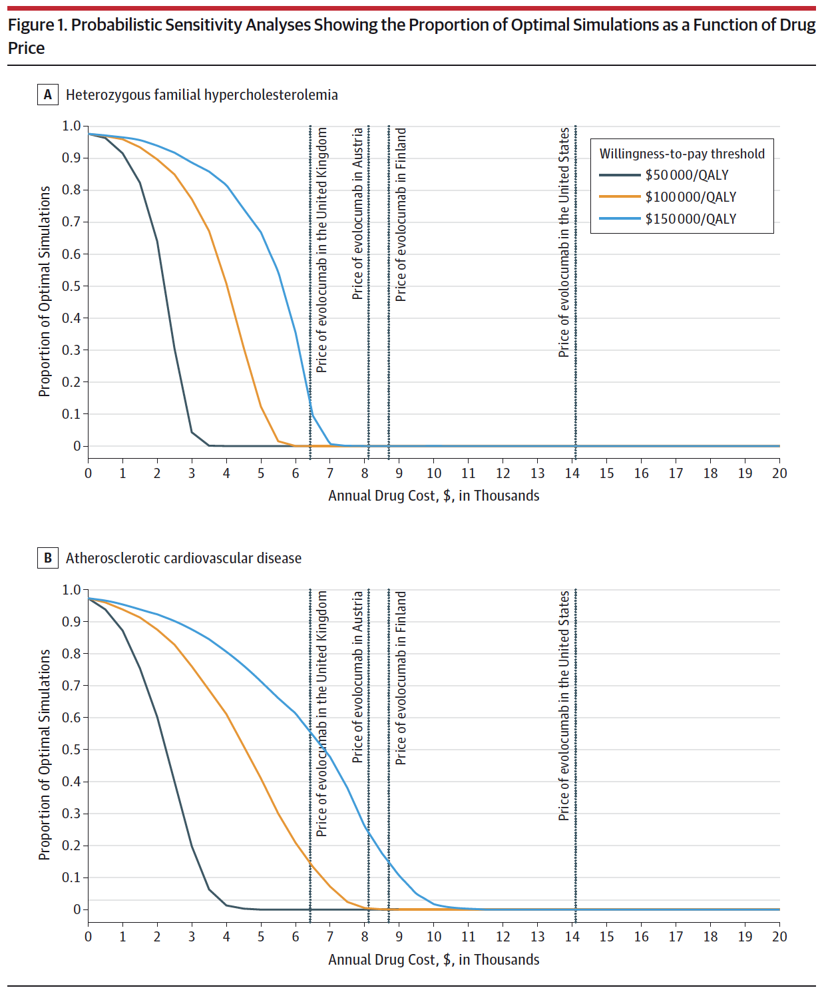 Figure 1. Probabilistic Sensitivity Analyses Showing the Proportion of Optimal Simulations as a Function of Drug
Price
A Heterozygous familial hypercholesterolemia
1.0
0.9
0.8
0.7
0.6
0.5
0.4
0.3
0.2
0.1
0
Proportion of Optimal Simulations
Price of evolocumab in the United Kingdom
Price of evolocumab in Austria
Price of evolocumab in Finland
Price of evolocumab in the United States
Willingness-to-pay threshold
$50 000/QALY
$100 000/QALY
$150 000/QALY
0 1 2 3 4 5 6 7 8 9 10 11 12 13 14 15 16 17 18 19 20
Annual Drug Cost, $, in Thousands
B Atherosclerotic cardiovascular disease
1.0
0.9
0.8
0.7
0.6
0.5
0.4
0.3
0.2
0.1
0
Proportion of Optimal Simulations
Price of evolocumab in the United Kingdom
Price of evolocumab in Austria
Price of evolocumab in Finland
Price of evolocumab in the United States
0 1 2 3 4 5 6 7 8 9 10 11 12 13 14 15 16 17 18 19 20
Annual Drug Cost, $, in Thousands